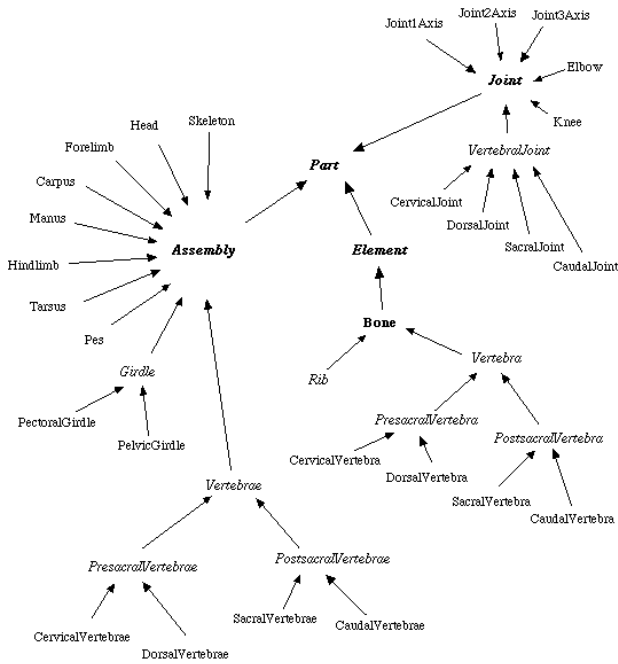 Joint2Axis
Joint3Axis
Joint1Axis
Joint
Elbow
Knee
Skeleton
Head
Forelimb
VertebralJoint
Part
Carpus
CervicalJoint
Manus
DorsalJoint
SacralJoint
Assembly
Element
Hindlimb
CaudalJoint
Tarsus
Bone
Pes
Vertebra
Girdle
Rib
PectoralGirdle
PresacralVertebra
PostsacralVertebra
PelvicGirdle
CervicalVertebra
DorsalVertebra
Vertebrae
SacralVertebra
CaudalVertebra
PostsacralVertebrae
PresacralVertebrae
SacralVertebrae
CaudalVertebrae
CervicalVertebrae
DorsalVertebrae